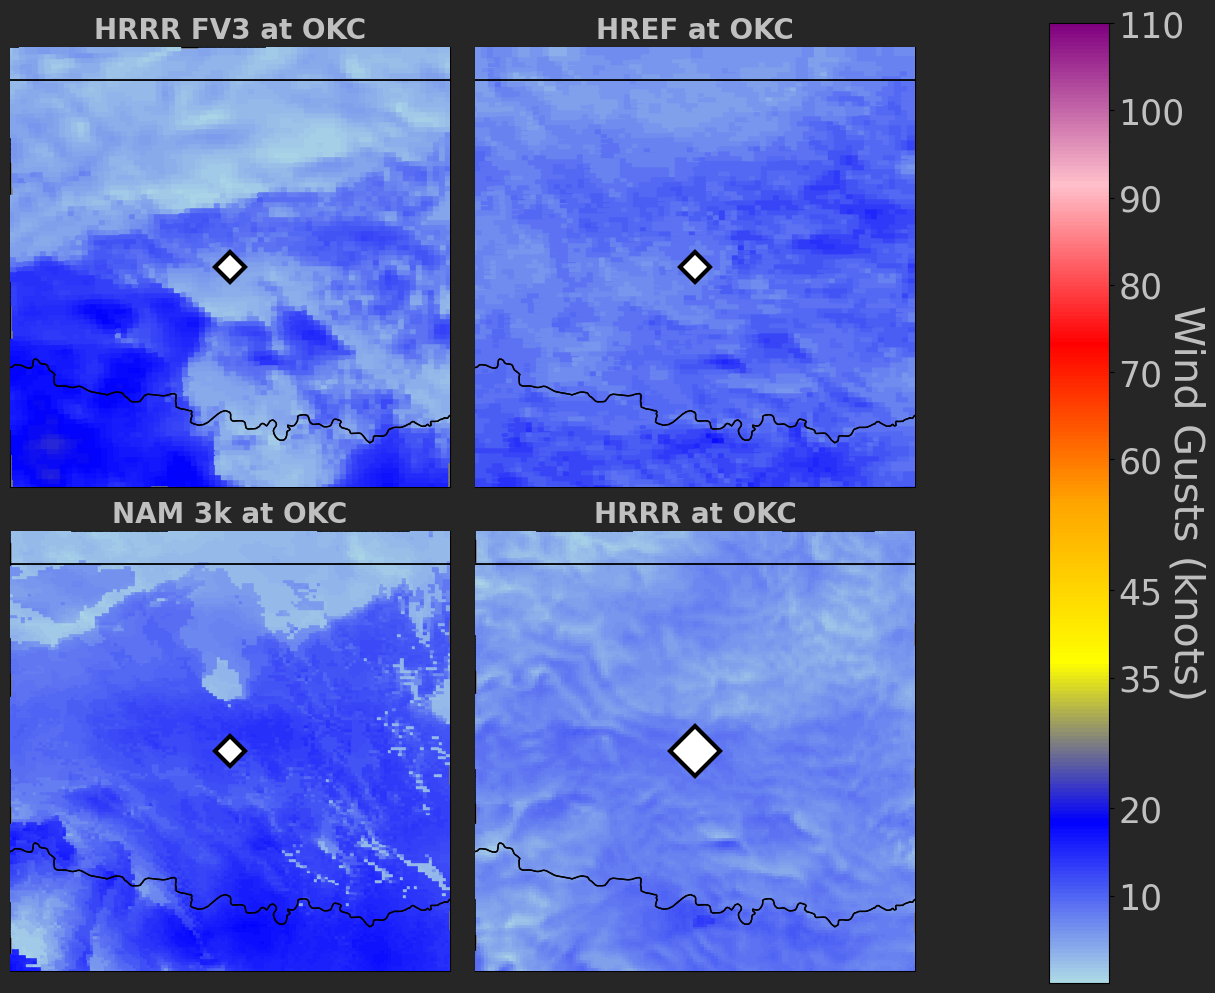 HRRR FV3 at OKC
HREF at OKC
NAM 3k at OKC
HRRR at OKC
110
100
90
80
70
60
45
35
20
10
Wind Gusts (knots)